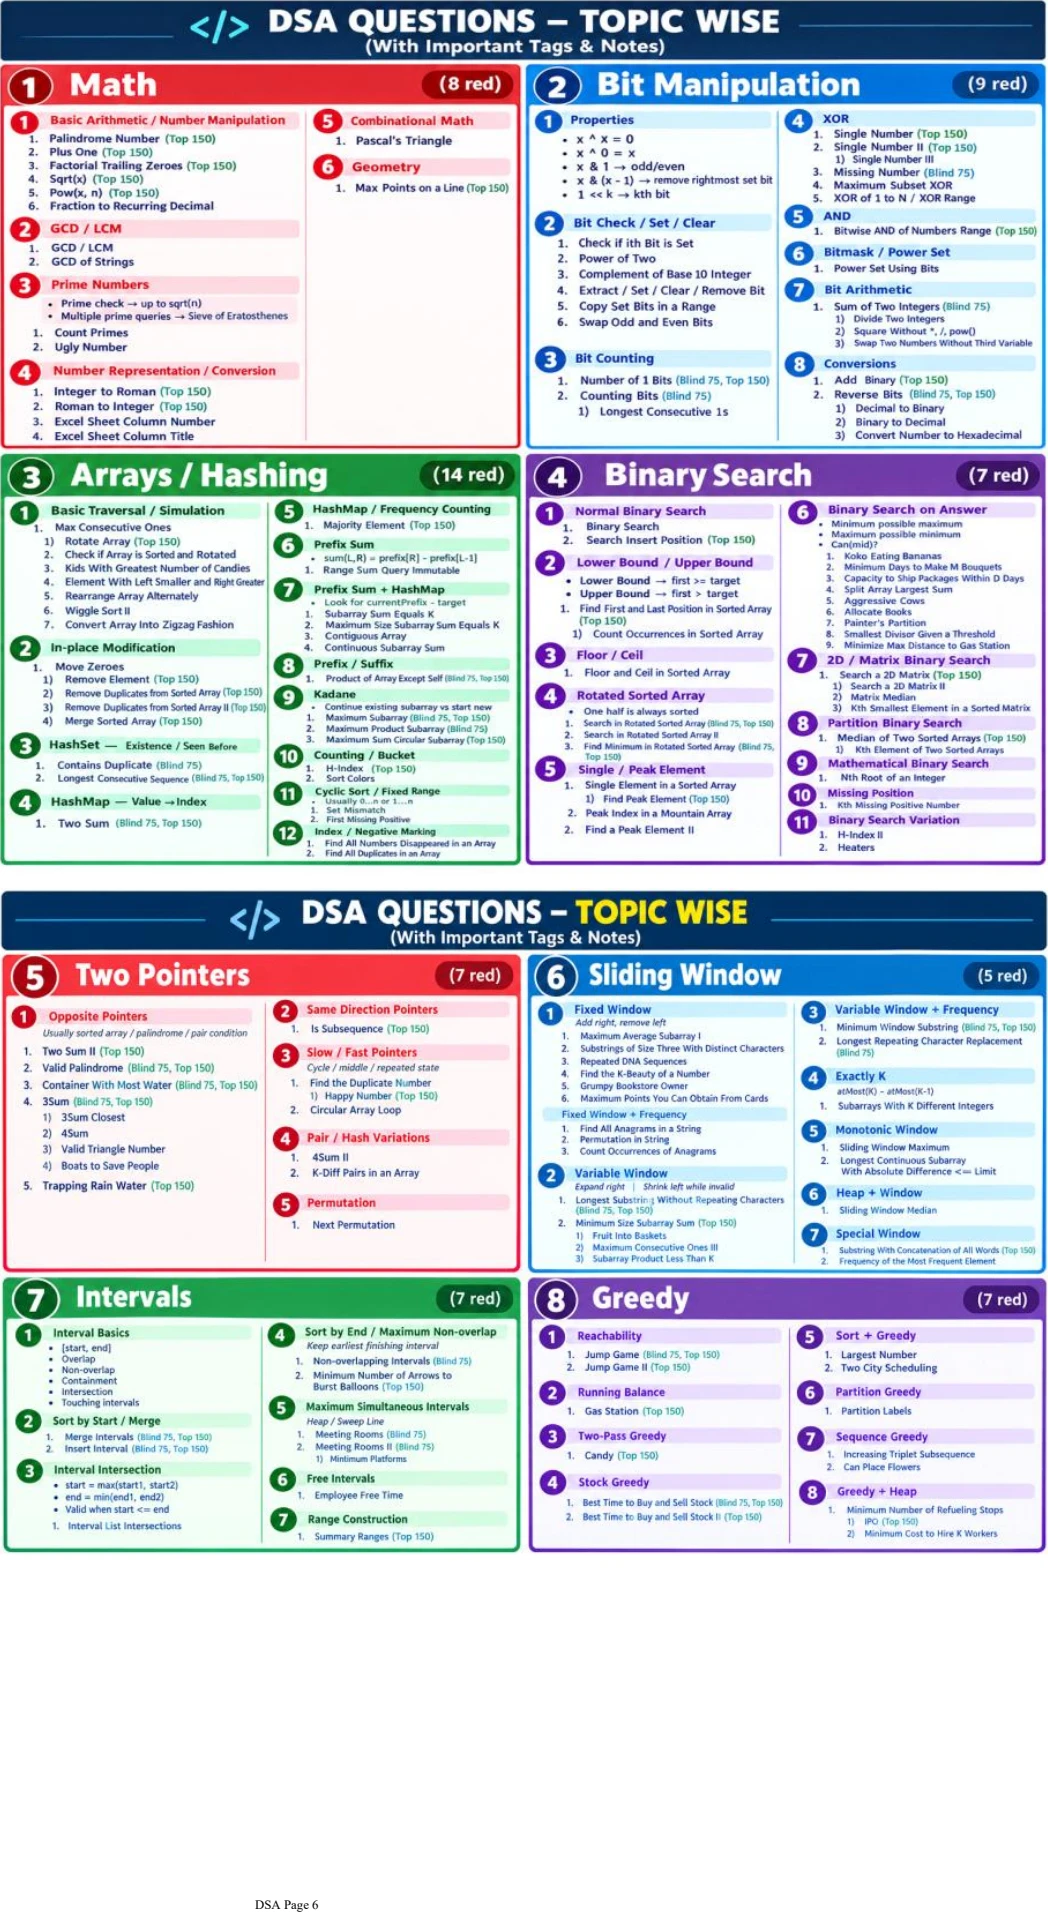 </> DSA QUESTIONS – TOPIC WISE
(With Important Tags & Notes)
1 Math (8 red)
1 Basic Arithmetic / Number Manipulation
1. Palindrome Number (Top 150)
2. Plus One (Top 150)
3. Factorial Trailing Zeroes (Top 150)
4. Sqrt(x) (Top 150)
5. Pow(x, n) (Top 150)
6. Fraction to Recurring Decimal
2 GCD / LCM
1. GCD / LCM
2. GCD of Strings
3 Prime Numbers
• Prime check → up to sqrt(n)
• Multiple prime queries → Sieve of Eratosthenes
1. Count Primes
2. Ugly Number
4 Number Representation / Conversion
1. Integer to Roman (Top 150)
2. Roman to Integer (Top 150)
3. Excel Sheet Column Number
4. Excel Sheet Column Title
5 Combinational Math
1. Pascal's Triangle
6 Geometry
1. Max Points on a Line (Top 150)
2 Bit Manipulation (9 red)
1 Properties
• x ^ x = 0
• x ^ 0 = x
• x & 1 → odd/even
• x & (x - 1) → remove rightmost set bit
• 1 << k → kth bit
2 Bit Check / Set / Clear
1. Check if ith Bit is Set
2. Power of Two
3. Complement of Base 10 Integer
4. Extract / Set / Clear / Remove Bit
5. Copy Set Bits in a Range
6. Swap Odd and Even Bits
3 Bit Counting
1. Number of 1 Bits (Blind 75, Top 150)
2. Counting Bits (Blind 75)
1) Longest Consecutive 1s
4 XOR
1. Single Number (Top 150)
2. Single Number II (Top 150)
1) Single Number III
3. Missing Number (Blind 75)
4. Maximum Subset XOR
5. XOR of 1 to N / XOR Range
5 AND
1. Bitwise AND of Numbers Range (Top 150)
6 Bitmask / Power Set
1. Power Set Using Bits
7 Bit Arithmetic
1. Sum of Two Integers (Blind 75)
1) Divide Two Integers
2) Square Without *, /, pow()
3) Swap Two Numbers Without Third Variable
8 Conversions
1. Add Binary (Top 150)
2. Reverse Bits (Blind 75, Top 150)
1) Decimal to Binary
2) Binary to Decimal
3) Convert Number to Hexadecimal
3 Arrays / Hashing (14 red)
1 Basic Traversal / Simulation
1. Max Consecutive Ones
1) Rotate Array (Top 150)
2. Check if Array is Sorted and Rotated
3. Kids With Greatest Number of Candies
4. Element With Left Smaller and Right Greater
5. Rearrange Array Alternately
6. Wiggle Sort II
7. Convert Array Into Zigzag Fashion
2 In-place Modification
1. Move Zeroes
1) Remove Element (Top 150)
2) Remove Duplicates from Sorted Array (Top 150)
3) Remove Duplicates from Sorted Array II (Top 150)
4) Merge Sorted Array (Top 150)
3 HashSet — Existence / Seen Before
1. Contains Duplicate (Blind 75)
2. Longest Consecutive Sequence (Blind 75, Top 150)
4 HashMap — Value → Index
1. Two Sum (Blind 75, Top 150)
5 HashMap / Frequency Counting
1. Majority Element (Top 150)
6 Prefix Sum
• sum(L,R) = prefix[R] - prefix[L-1]
1. Range Sum Query Immutable
7 Prefix Sum + HashMap
• Look for currentPrefix - target
1. Subarray Sum Equals K
2. Maximum Size Subarray Sum Equals K
3. Contiguous Array
4. Continuous Subarray Sum
8 Prefix / Suffix
1. Product of Array Except Self (Blind 75, Top 150)
9 Kadane
• Continue existing subarray vs start new
1. Maximum Subarray (Blind 75, Top 150)
2. Maximum Product Subarray (Blind 75)
3. Maximum Sum Circular Subarray (Top 150)
10 Counting / Bucket
1. H-Index (Top 150)
2. Sort Colors
11 Cyclic Sort / Fixed Range
• Usually 0...n or 1...n
1. Set Mismatch
2. First Missing Positive
12 Index / Negative Marking
1. Find All Numbers Disappeared in an Array
2. Find All Duplicates in an Array
4 Binary Search (7 red)
1 Normal Binary Search
1. Binary Search
2. Search Insert Position (Top 150)
2 Lower Bound / Upper Bound
• Lower Bound → first >= target
• Upper Bound → first > target
1. Find First and Last Position in Sorted Array
(Top 150)
1) Count Occurrences in Sorted Array
3 Floor / Ceil
1. Floor and Ceil in Sorted Array
4 Rotated Sorted Array
• One half is always sorted
1. Search in Rotated Sorted Array (Blind 75, Top 150)
2. Search in Rotated Sorted Array II
3. Find Minimum in Rotated Sorted Array (Blind 75,
Top 150)
5 Single / Peak Element
1. Single Element in a Sorted Array
1) Find Peak Element (Top 150)
2. Peak Index in a Mountain Array
2. Find a Peak Element II
6 Binary Search on Answer
• Minimum possible maximum
• Maximum possible minimum
• Can(mid)?
1. Koko Eating Bananas
2. Minimum Days to Make M Bouquets
3. Capacity to Ship Packages Within D Days
4. Split Array Largest Sum
5. Aggressive Cows
6. Allocate Books
7. Painter's Partition
8. Smallest Divisor Given a Threshold
9. Minimize Max Distance to Gas Station
7 2D / Matrix Binary Search
1. Search a 2D Matrix (Top 150)
1) Search a 2D Matrix II
2) Matrix Median
3) Kth Smallest Element in a Sorted Matrix
8 Partition Binary Search
1. Median of Two Sorted Arrays (Top 150)
1) Kth Element of Two Sorted Arrays
9 Mathematical Binary Search
1. Nth Root of an Integer
10 Missing Position
1. Kth Missing Positive Number
11 Binary Search Variation
1. H-Index II
2. Heaters
</> DSA QUESTIONS – TOPIC WISE
(With Important Tags & Notes)
5 Two Pointers (7 red)
1 Opposite Pointers
Usually sorted array / palindrome / pair condition
1. Two Sum II (Top 150)
2. Valid Palindrome (Blind 75, Top 150)
3. Container With Most Water (Blind 75, Top 150)
4. 3Sum (Blind 75, Top 150)
1) 3Sum Closest
2) 4Sum
3) Valid Triangle Number
4) Boats to Save People
5. Trapping Rain Water (Top 150)
2 Same Direction Pointers
1. Is Subsequence (Top 150)
3 Slow / Fast Pointers
Cycle / middle / repeated state
1. Find the Duplicate Number
1) Happy Number (Top 150)
2. Circular Array Loop
4 Pair / Hash Variations
1. 4Sum II
2. K-Diff Pairs in an Array
5 Permutation
1. Next Permutation
6 Sliding Window (5 red)
1 Fixed Window
Add right, remove left
1. Maximum Average Subarray I
2. Substrings of Size Three With Distinct Characters
3. Repeated DNA Sequences
4. Find the K-Beauty of a Number
5. Grumpy Bookstore Owner
6. Maximum Points You Can Obtain From Cards
Fixed Window + Frequency
1. Find All Anagrams in a String
2. Permutation in String
3. Count Occurrences of Anagrams
2 Variable Window
Expand right | Shrink left while invalid
1. Longest Substring Without Repeating Characters
(Blind 75, Top 150)
2. Minimum Size Subarray Sum (Top 150)
1) Fruit Into Baskets
2) Maximum Consecutive Ones III
3) Subarray Product Less Than K
3 Variable Window + Frequency
1. Minimum Window Substring (Blind 75, Top 150)
2. Longest Repeating Character Replacement
(Blind 75)
4 Exactly K
atMost(K) – atMost(K-1)
1. Subarrays With K Different Integers
5 Monotonic Window
1. Sliding Window Maximum
2. Longest Continuous Subarray
With Absolute Difference <= Limit
6 Heap + Window
1. Sliding Window Median
7 Special Window
1. Substring With Concatenation of All Words (Top 150)
2. Frequency of the Most Frequent Element
7 Intervals (7 red)
1 Interval Basics
• [start, end]
• Overlap
• Non-overlap
• Containment
• Intersection
• Touching intervals
2 Sort by Start / Merge
1. Merge Intervals (Blind 75, Top 150)
2. Insert Interval (Blind 75, Top 150)
3 Interval Intersection
• start = max(start1, start2)
• end = min(end1, end2)
• Valid when start <= end
1. Interval List Intersections
4 Sort by End / Maximum Non-overlap
Keep earliest finishing interval
1. Non-overlapping Intervals (Blind 75)
2. Minimum Number of Arrows to
Burst Balloons (Top 150)
5 Maximum Simultaneous Intervals
Heap / Sweep Line
1. Meeting Rooms (Blind 75)
2. Meeting Rooms II (Blind 75)
1) Mintimum Platforms
6 Free Intervals
1. Employee Free Time
7 Range Construction
1. Summary Ranges (Top 150)
8 Greedy (7 red)
1 Reachability
1. Jump Game (Blind 75, Top 150)
2. Jump Game II (Top 150)
2 Running Balance
1. Gas Station (Top 150)
3 Two-Pass Greedy
1. Candy (Top 150)
4 Stock Greedy
1. Best Time to Buy and Sell Stock (Blind 75, Top 150)
2. Best Time to Buy and Sell Stock II (Top 150)
5 Sort + Greedy
1. Largest Number
2. Two City Scheduling
6 Partition Greedy
1. Partition Labels
7 Sequence Greedy
1. Increasing Triplet Subsequence
2. Can Place Flowers
8 Greedy + Heap
1. Minimum Number of Refueling Stops
1) IPO (Top 150)
2) Minimum Cost to Hire K Workers
DSA Page 6